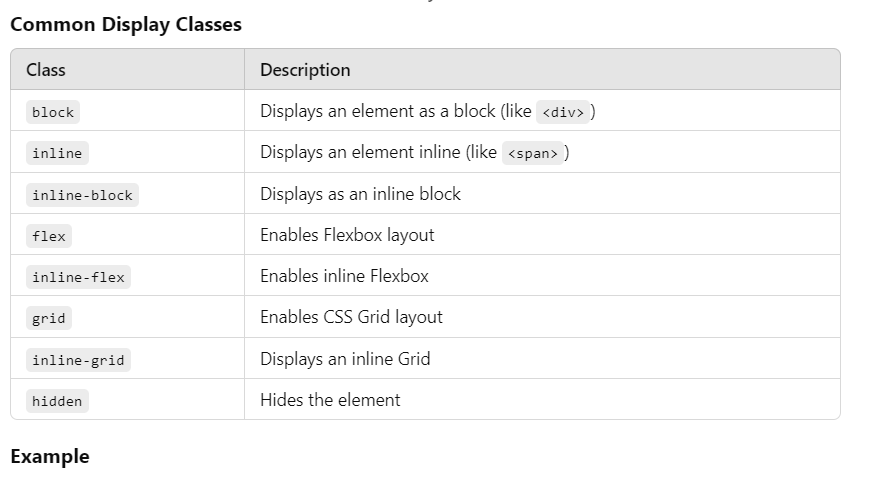 Common Display Classes
Class Description
block Displays an element as a block (like <div>)
inline Displays an element inline (like <span>)
inline-block Displays as an inline block
flex Enables Flexbox layout
inline-flex Enables inline Flexbox
grid Enables CSS Grid layout
inline-grid Displays an inline Grid
hidden Hides the element
Example